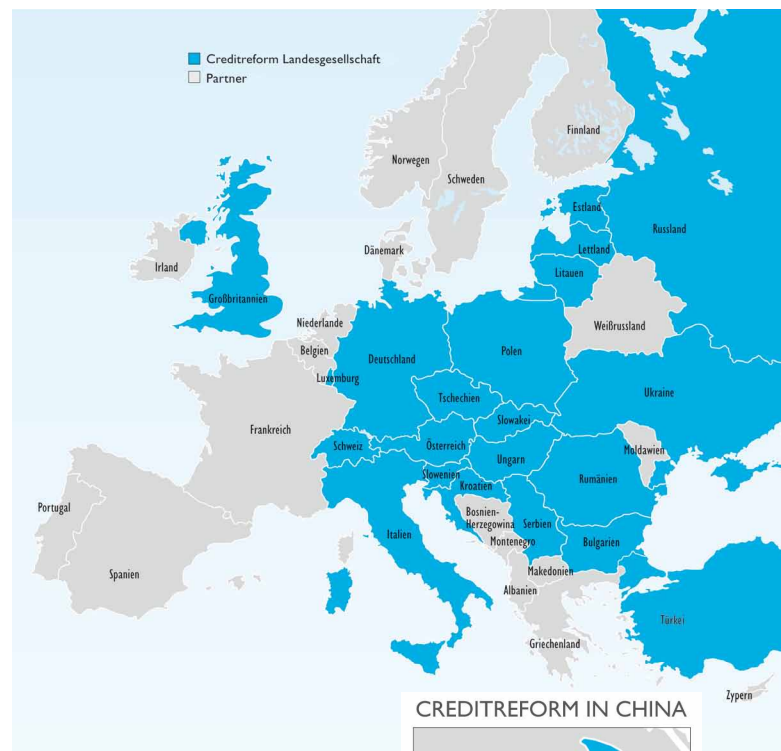 Creditreform Landesgesellschaft
Partner
Finnland
Norwegen
Schweden
Estland
Russland
Dänemark
Lettland
Irland
Litauen
Großbritannien
Weißrussland
Niederlande
Belgien
Deutschland
Polen
Luxemburg
Ukraine
Tschechien
Slowakei
Frankreich
Schweiz
Österreich
Moldawien
Ungarn
Slowenien
Rumänien
Kroatien
Portugal
Bosnien-
Herzegowina
Serbien
Italien
Montenegro
Bulgarien
Spanien
Makedonien
Albanien
Türkei
Griechenland
Zypern
CREDITREFORM IN CHINA